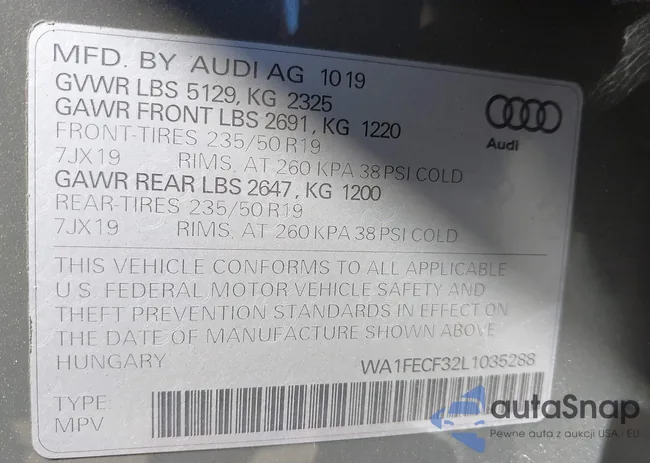 MFD. BY AUDI AG 1019
GVWR LBS 5129, KG 2325
GAWR FRONT LBS 2691, KG 1220
FRONT-TIRES 235/50 R19
7JX19 RIMS, AT 260 KPA 38 PSI COLD
GAWR REAR LBS 2647, KG 1200
REAR-TIRES 235/50 R19
7JX19 RIMS, AT 260 KPA 38 PSI COLD
Audi
THIS VEHICLE CONFORMS TO ALL APPLICABLE
U.S. FEDERAL MOTOR VEHICLE SAFETY AND
THEFT PREVENTION STANDARDS IN EFFECT ON
THE DATE OF MANUFACTURE SHOWN ABOVE
HUNGARY WA1FECF32L1035288
TYPE:
MPV
autaSnap
Pewne auta z aukcji USA - EU